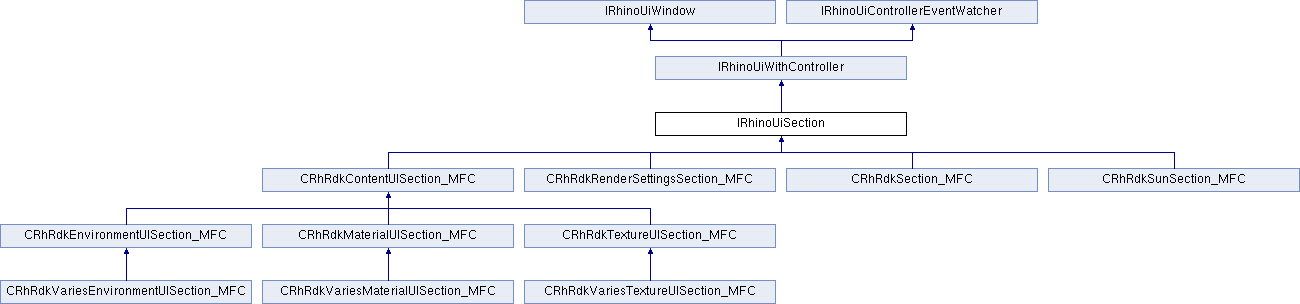 IRhinoUiWindow
IRhinoUiControllerEventWatcher
IRhinoUiWithController
IRhinoUiSection
CRhRdkContentUISection_MFC
CRhRdkRenderSettingsSection_MFC
CRhRdkSection_MFC
CRhRdkSunSection_MFC
CRhRdkEnvironmentUISection_MFC
CRhRdkMaterialUISection_MFC
CRhRdkTextureUISection_MFC
CRhRdkVariesEnvironmentUISection_MFC
CRhRdkVariesMaterialUISection_MFC
CRhRdkVariesTextureUISection_MFC